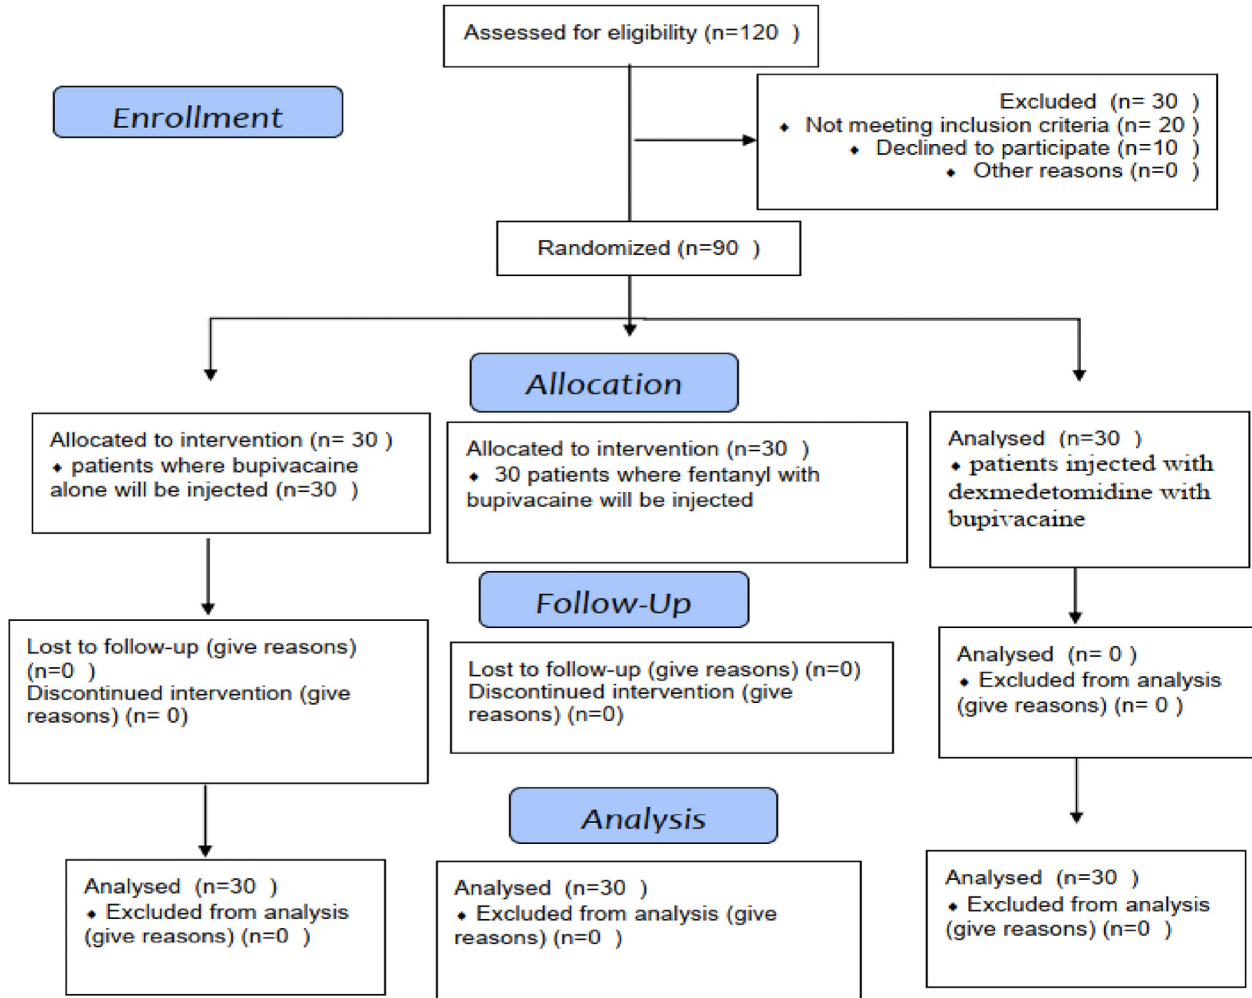 Assessed for eligibility (n=120 )
Enrollment
Excluded (n= 30 )
⬥ Not meeting inclusion criteria (n= 20 )
⬥ Declined to participate (n=10 )
⬥ Other reasons (n=0 )
Randomized (n=90 )
Allocation
Allocated to intervention (n= 30 )
⬥ patients where bupivacaine
alone will be injected (n=30 )
Allocated to intervention (n=30 )
⬥ 30 patients where fentanyl with
bupivacaine will be injected
Analysed (n=30 )
⬥ patients injected with
dexmedetomidine with
bupivacaine
Follow-Up
Lost to follow-up (give reasons)
(n=0 )
Discontinued intervention (give
reasons) (n= 0)
Lost to follow-up (give reasons) (n=0)
Discontinued intervention (give
reasons) (n=0)
Analysed (n= 0 )
⬥ Excluded from analysis
(give reasons) (n= 0 )
Analysis
Analysed (n=30 )
⬥ Excluded from analysis
(give reasons) (n=0 )
Analysed (n=30 )
⬥ Excluded from analysis (give
reasons) (n=0 )
Analysed (n=30 )
⬥ Excluded from analysis
(give reasons) (n=0 )